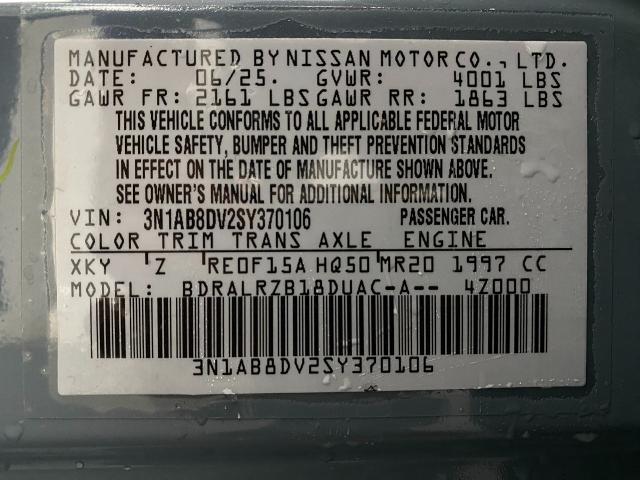 MANUFACTURED BY NISSAN MOTOR CO., LTD.
DATE: 06/25. GVWR: 4001 LBS
GAWR FR: 2161 LBS GAWR RR: 1863 LBS
THIS VEHICLE CONFORMS TO ALL APPLICABLE FEDERAL MOTOR
VEHICLE SAFETY, BUMPER AND THEFT PREVENTION STANDARDS
IN EFFECT ON THE DATE OF MANUFACTURE SHOWN ABOVE.
SEE OWNER'S MANUAL FOR ADDITIONAL INFORMATION.
VIN: 3N1AB8DV2SY370106 PASSENGER CAR.
COLOR TRIM TRANS AXLE ENGINE
XKY Z RE0F15A HQ50 MR20 1997 CC
MODEL: BDRALRZB18DUAC-A-- 4Z000
3N1AB8DV2SY370106